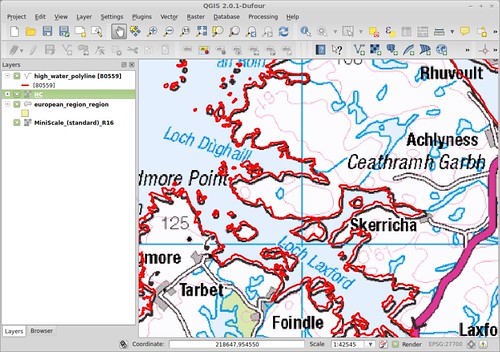 QGIS 2.0.1-Dufour
Project Edit View Layer Settings Plugins Vector Raster Database Processing Help
Layers
high_water_polyline [80559]
[80559]
european_region_region
MiniScale_(standard)_R16
Rhuvoult
Loch Dùghaill
Achlyness
Ceathramh Garbh
dmore Point
125
Skerricha
Loch Laxford
more
Tarbet
Foindle
Laxfo
Layers Browser
Coordinate: 218647,954550 Scale 1:42545 Render EPSG:27700